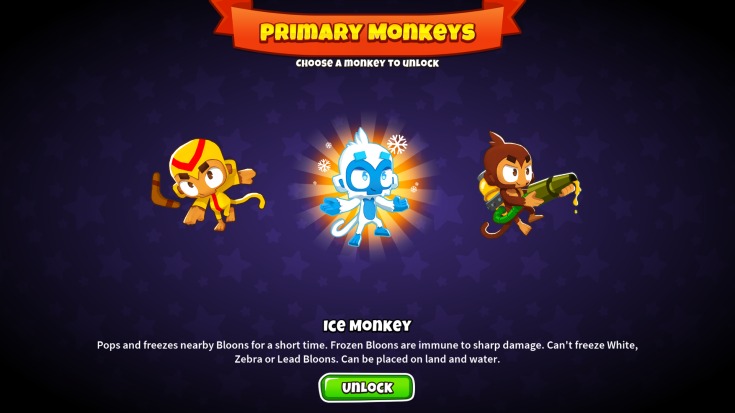 Primary Monkeys
Choose a monkey to unlock
Ice Monkey
Pops and freezes nearby Bloons for a short time. Frozen Bloons are immune to sharp damage. Can't freeze White,
Zebra or Lead Bloons. Can be placed on land and water.
Unlock